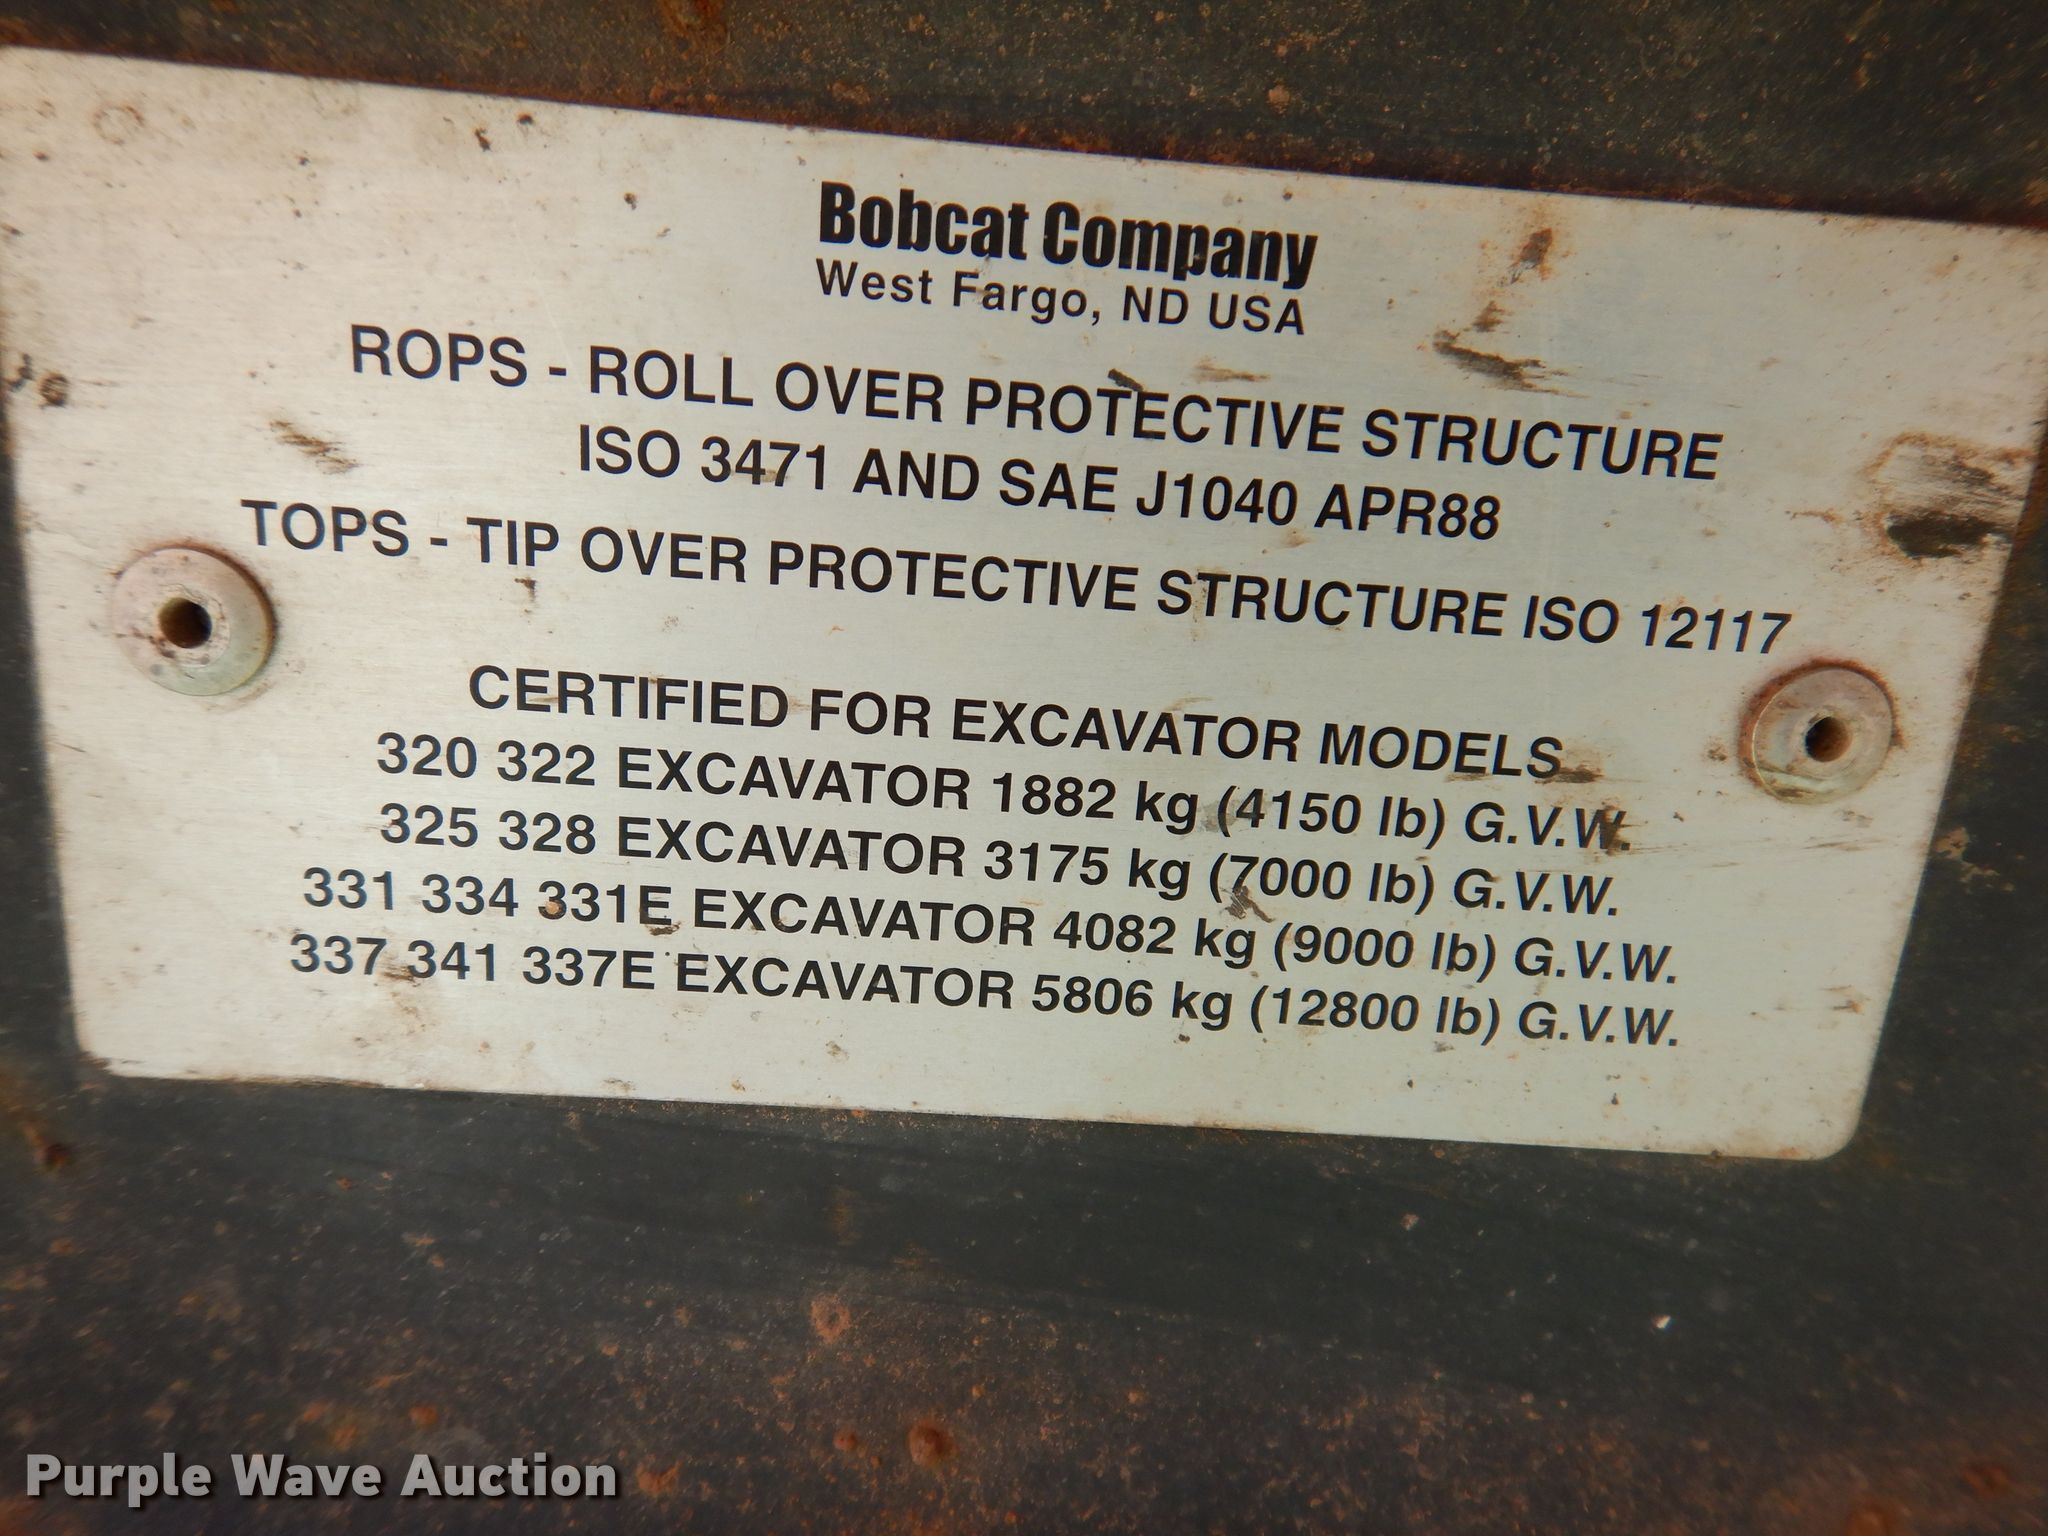 Bobcat Company
West Fargo, ND USA
ROPS - ROLL OVER PROTECTIVE STRUCTURE
ISO 3471 AND SAE J1040 APR88
TOPS - TIP OVER PROTECTIVE STRUCTURE ISO 12117
CERTIFIED FOR EXCAVATOR MODELS
320 322 EXCAVATOR 1882 kg (4150 lb) G.V.W.
325 328 EXCAVATOR 3175 kg (7000 lb) G.V.W.
331 334 331E EXCAVATOR 4082 kg (9000 lb) G.V.W.
337 341 337E EXCAVATOR 5806 kg (12800 lb) G.V.W.
Purple Wave Auction